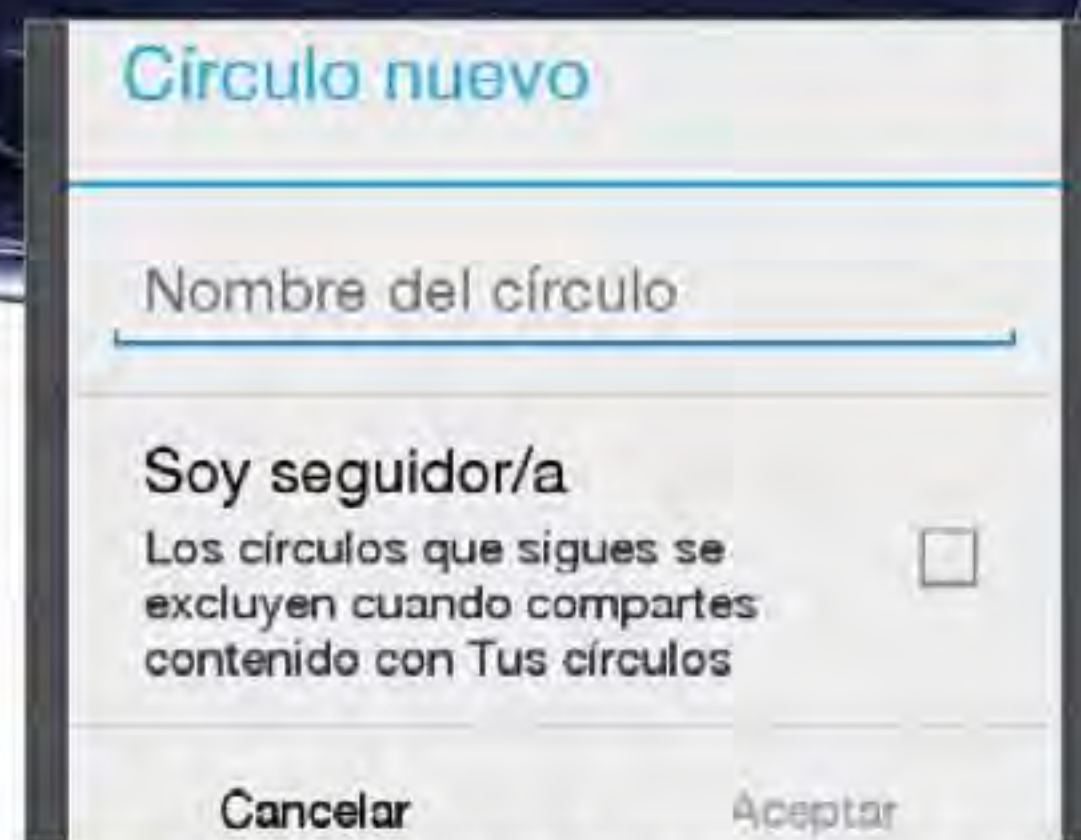 Círculo nuevo
Nombre del círculo
Soy seguidor/a
Los círculos que sigues se
excluyen cuando compartes
contenido con Tus círculos
Cancelar
Aceptar